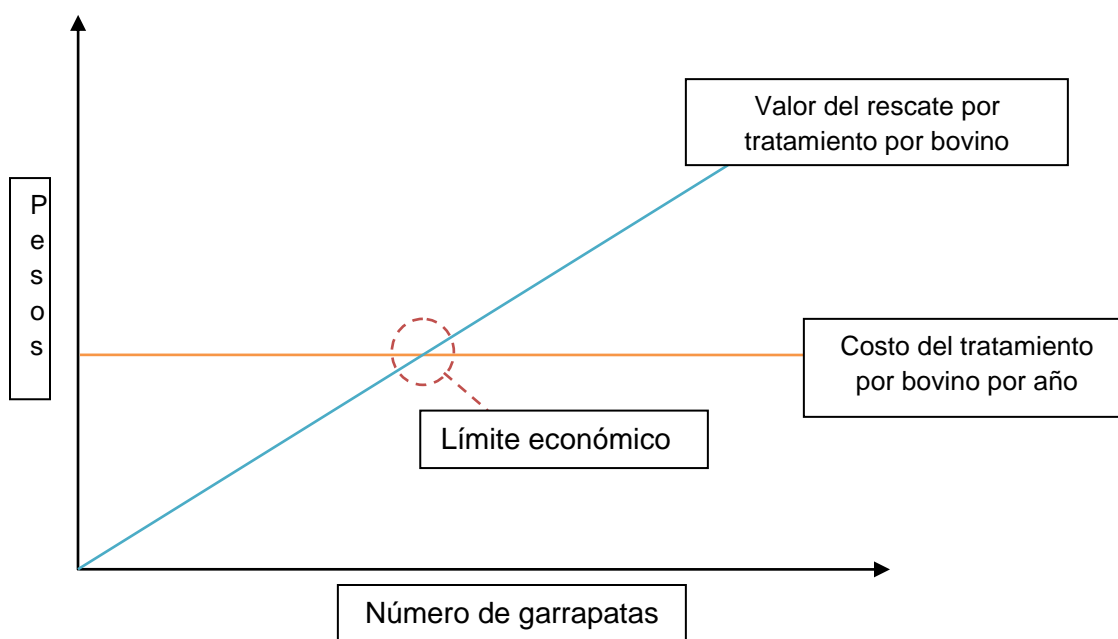 Valor del rescate por
tratamiento por bovino
P
e
s
o
s
Costo del tratamiento
por bovino por año
Límite económico
Número de garrapatas